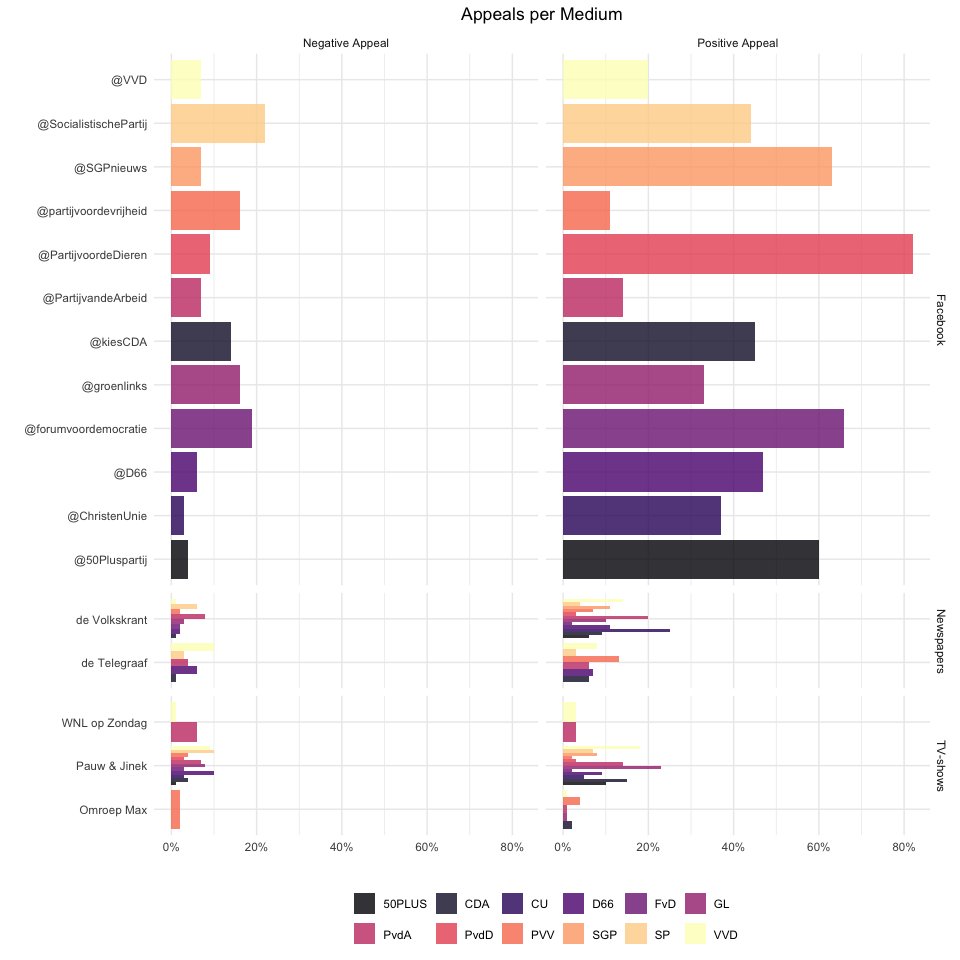 Appeals per Medium
Negative Appeal Positive Appeal
@VVD
@SocialistischePartij
@SGPnieuws
@partijvoordevrijheid
@PartijvoordeDieren
@PartijvandeArbeid
@kiesCDA
@groenlinks
@forumvoordemocratie
@D66
@ChristenUnie
@50Pluspartij
Facebook
de Volkskrant
de Telegraaf
Newspapers
WNL op Zondag
Pauw & Jinek
Omroep Max
TV-shows
0% 20% 40% 60% 80% 0% 20% 40% 60% 80%
50PLUS CDA CU D66 FvD GL
PvdA PvdD PVV SGP SP VVD